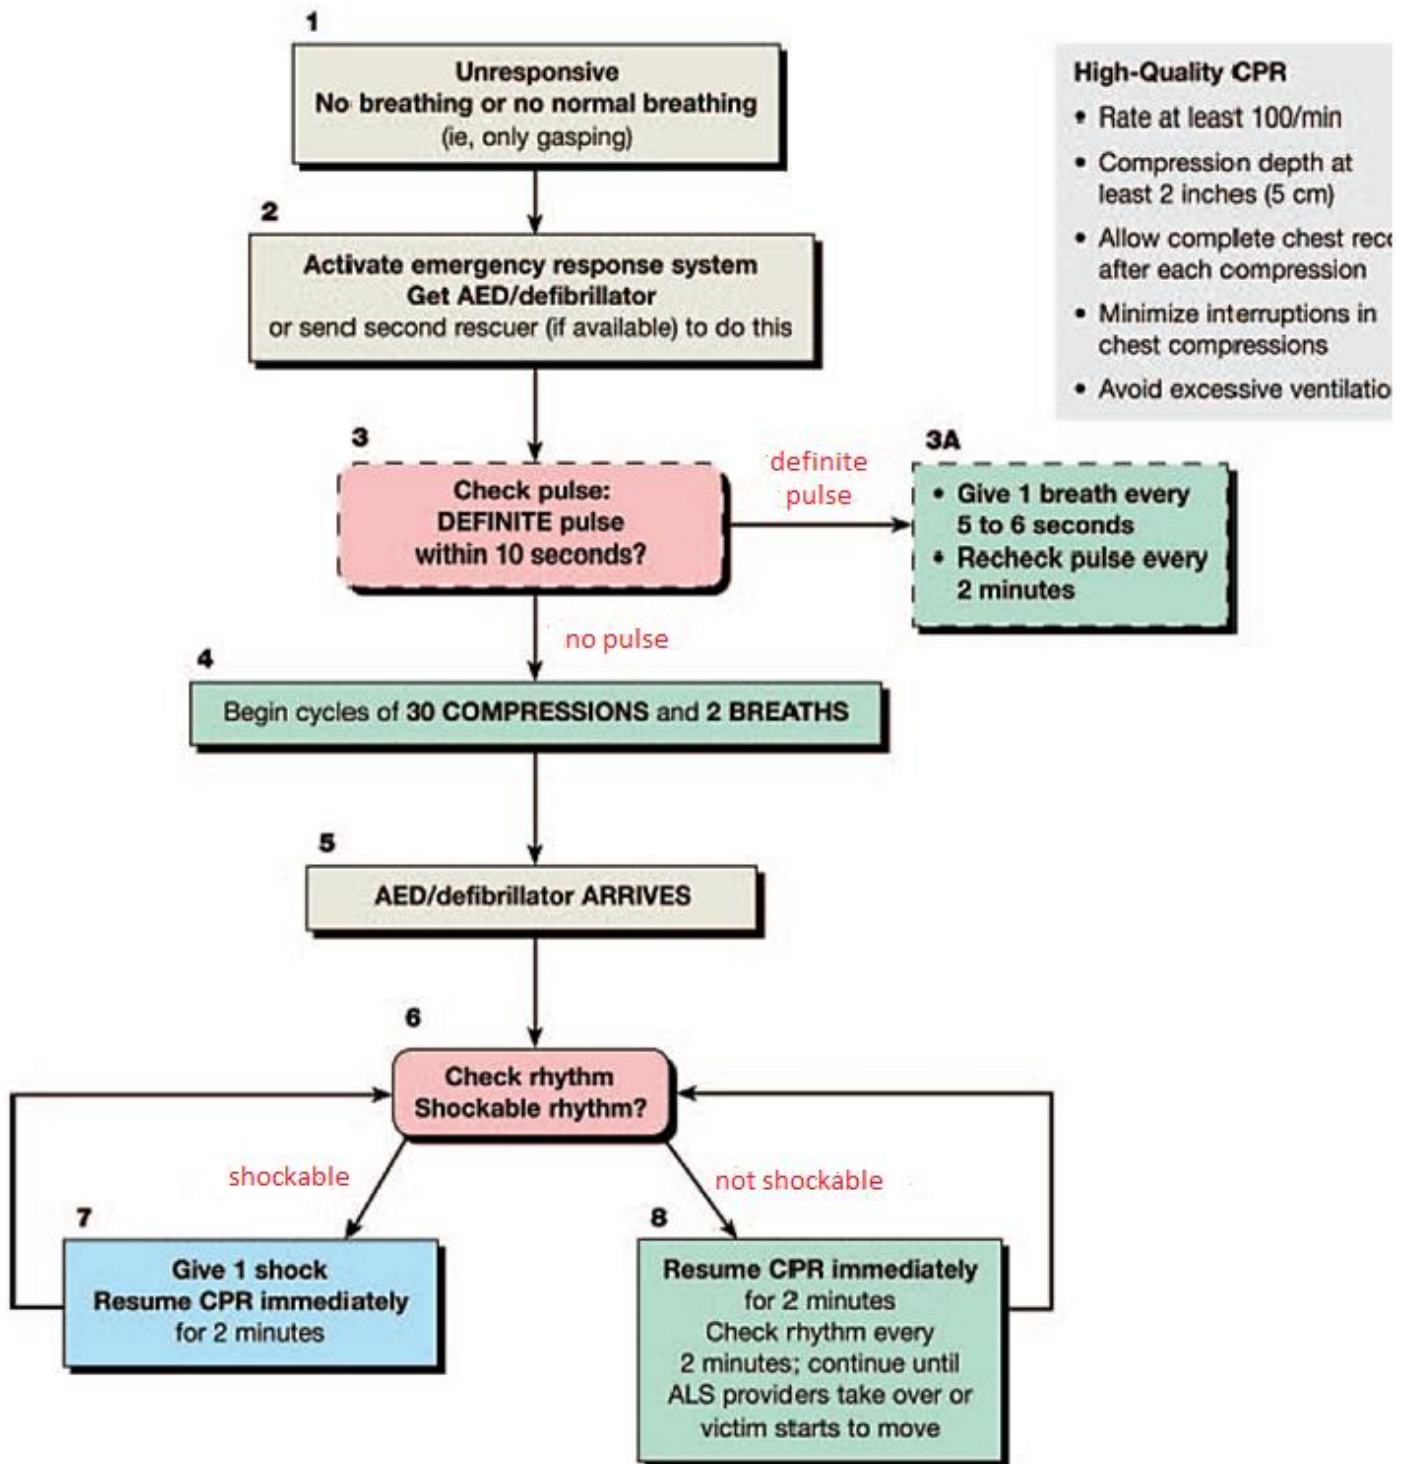 1
Unresponsive
No breathing or no normal breathing
(ie, only gasping)
High-Quality CPR
• Rate at least 100/min
• Compression depth at
least 2 inches (5 cm)
• Allow complete chest reco
after each compression
• Minimize interruptions in
chest compressions
• Avoid excessive ventilatio
2
Activate emergency response system
Get AED/defibrillator
or send second rescuer (if available) to do this
3
Check pulse:
DEFINITE pulse
within 10 seconds?
definite
pulse
3A
• Give 1 breath every
5 to 6 seconds
• Recheck pulse every
2 minutes
no pulse
4
Begin cycles of 30 COMPRESSIONS and 2 BREATHS
5
AED/defibrillator ARRIVES
6
Check rhythm
Shockable rhythm?
shockable
not shockable
7
Give 1 shock
Resume CPR immediately
for 2 minutes
8
Resume CPR immediately
for 2 minutes
Check rhythm every
2 minutes; continue until
ALS providers take over or
victim starts to move